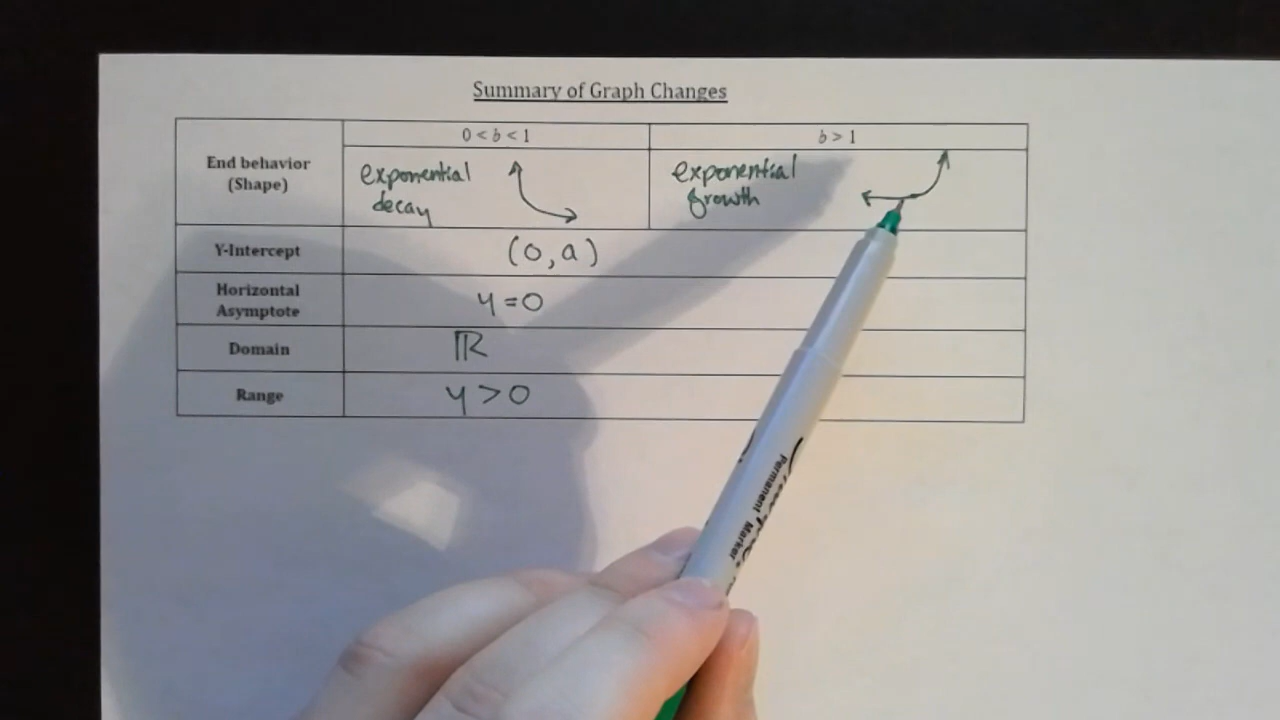 Summary of Graph Changes
0 < b < 1
b > 1
End behavior
(Shape)
exponential
decay
exponential
growth
Y-Intercept
(0,a)
Horizontal
Asymptote
y=0
Domain
ℝ
Range
y>0
Permanent Marker